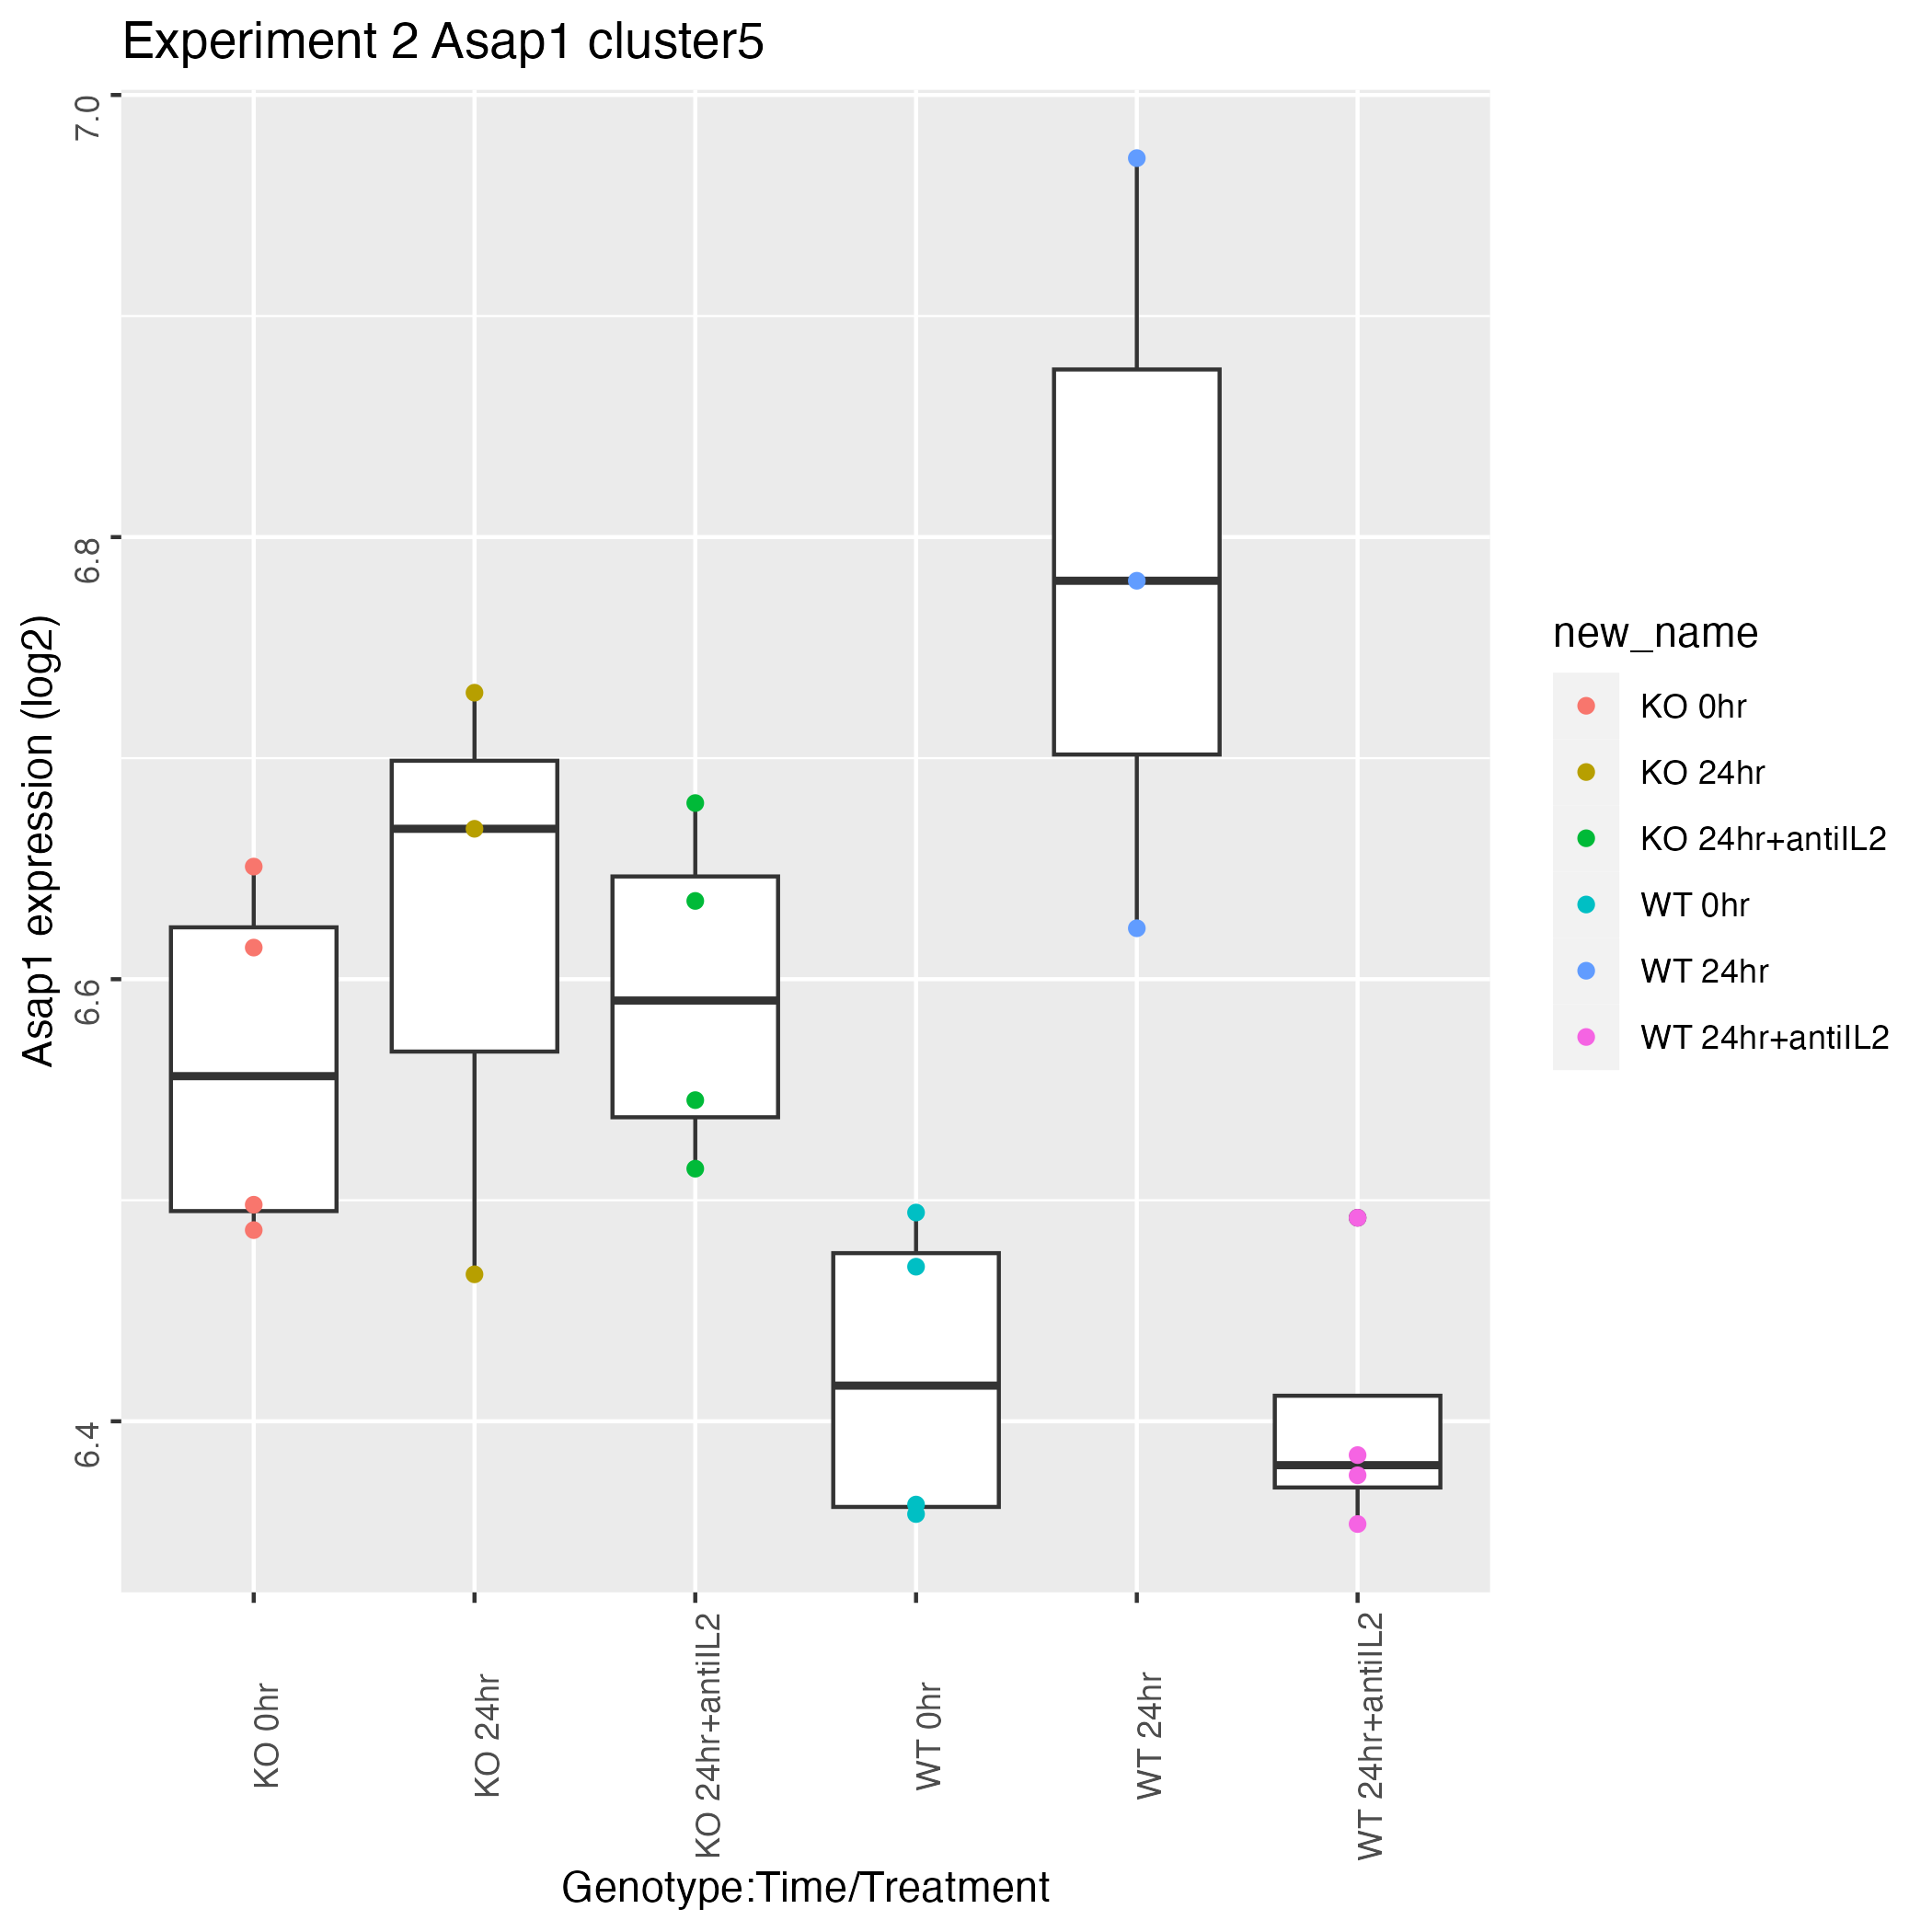 Experiment 2 Asap1 cluster5
Asap1 expression (log2)
7.0
6.8
6.6
6.4
KO 0hr
KO 24hr
KO 24hr+antiIL2
WT 0hr
WT 24hr
WT 24hr+antiIL2
Genotype:Time/Treatment
new_name
KO 0hr
KO 24hr
KO 24hr+antiIL2
WT 0hr
WT 24hr
WT 24hr+antiIL2